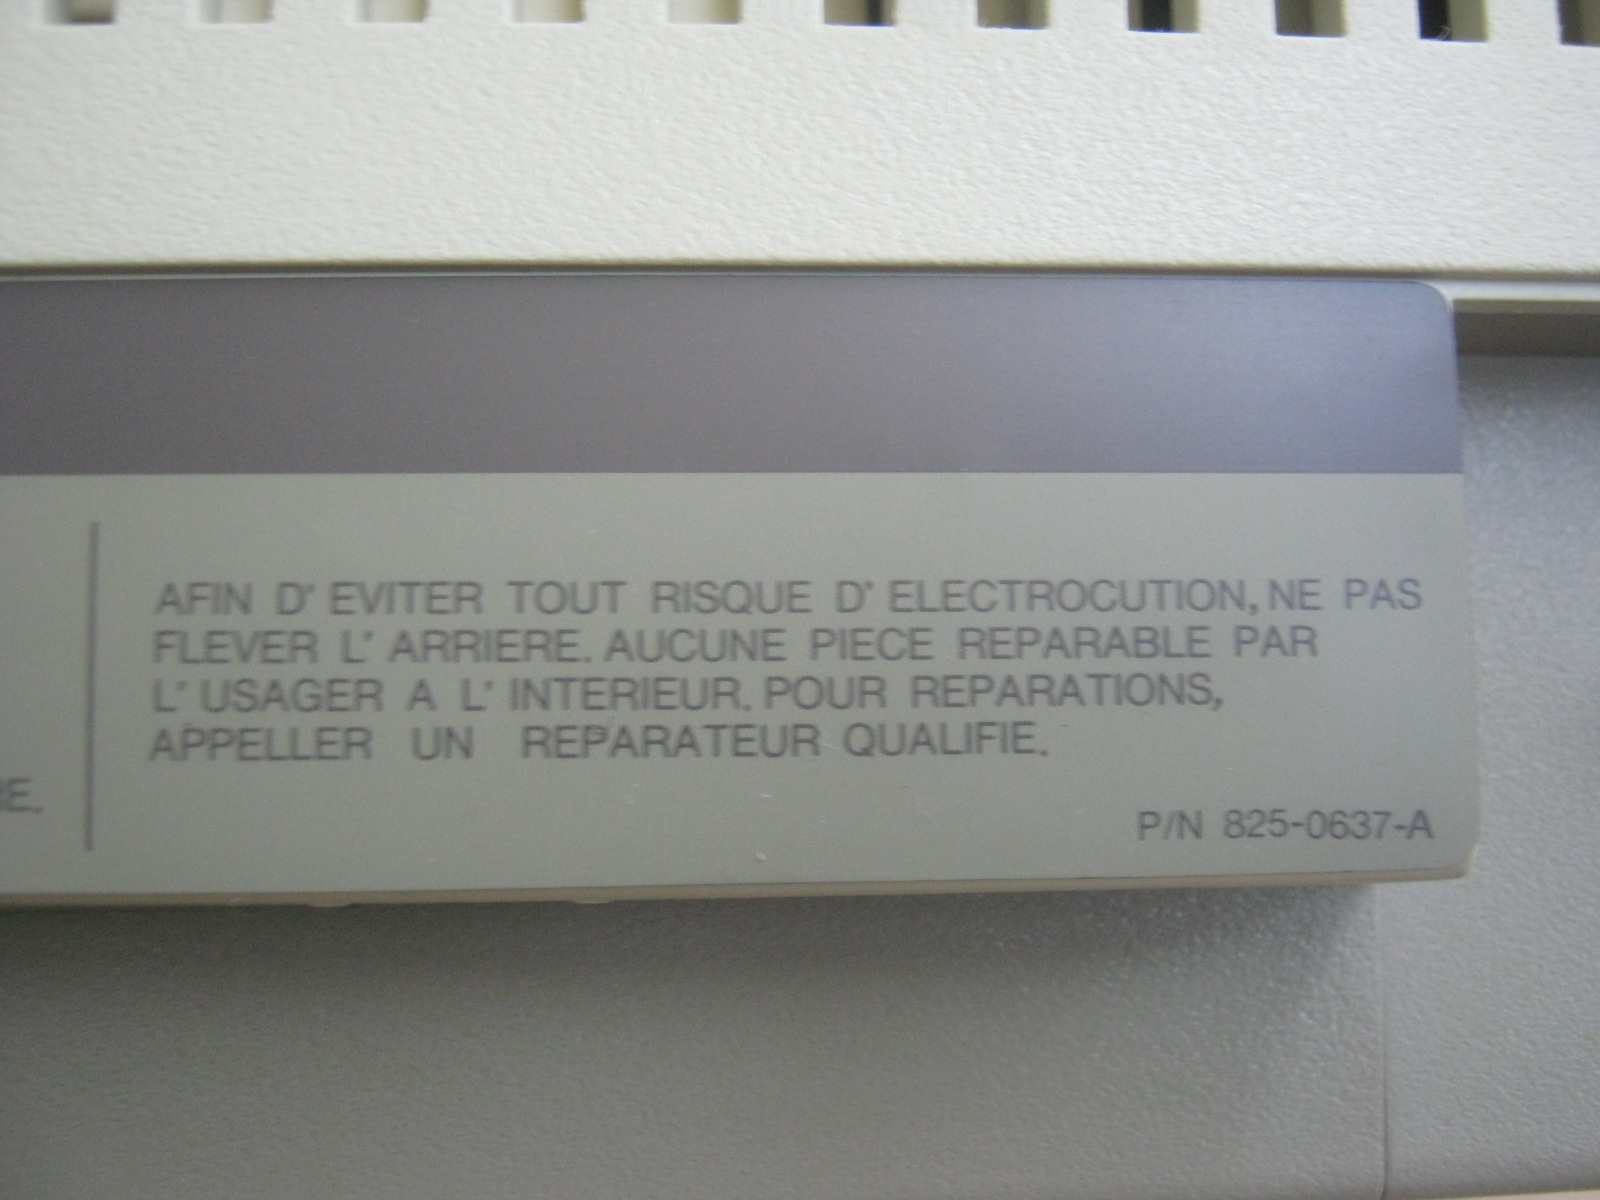 AFIN D' EVITER TOUT RISQUE D' ELECTROCUTION, NE PAS
FLEVER L' ARRIERE. AUCUNE PIECE REPARABLE PAR
L' USAGER A L' INTERIEUR. POUR REPARATIONS,
APPELLER UN REPARATEUR QUALIFIE.
P/N 825-0637-A